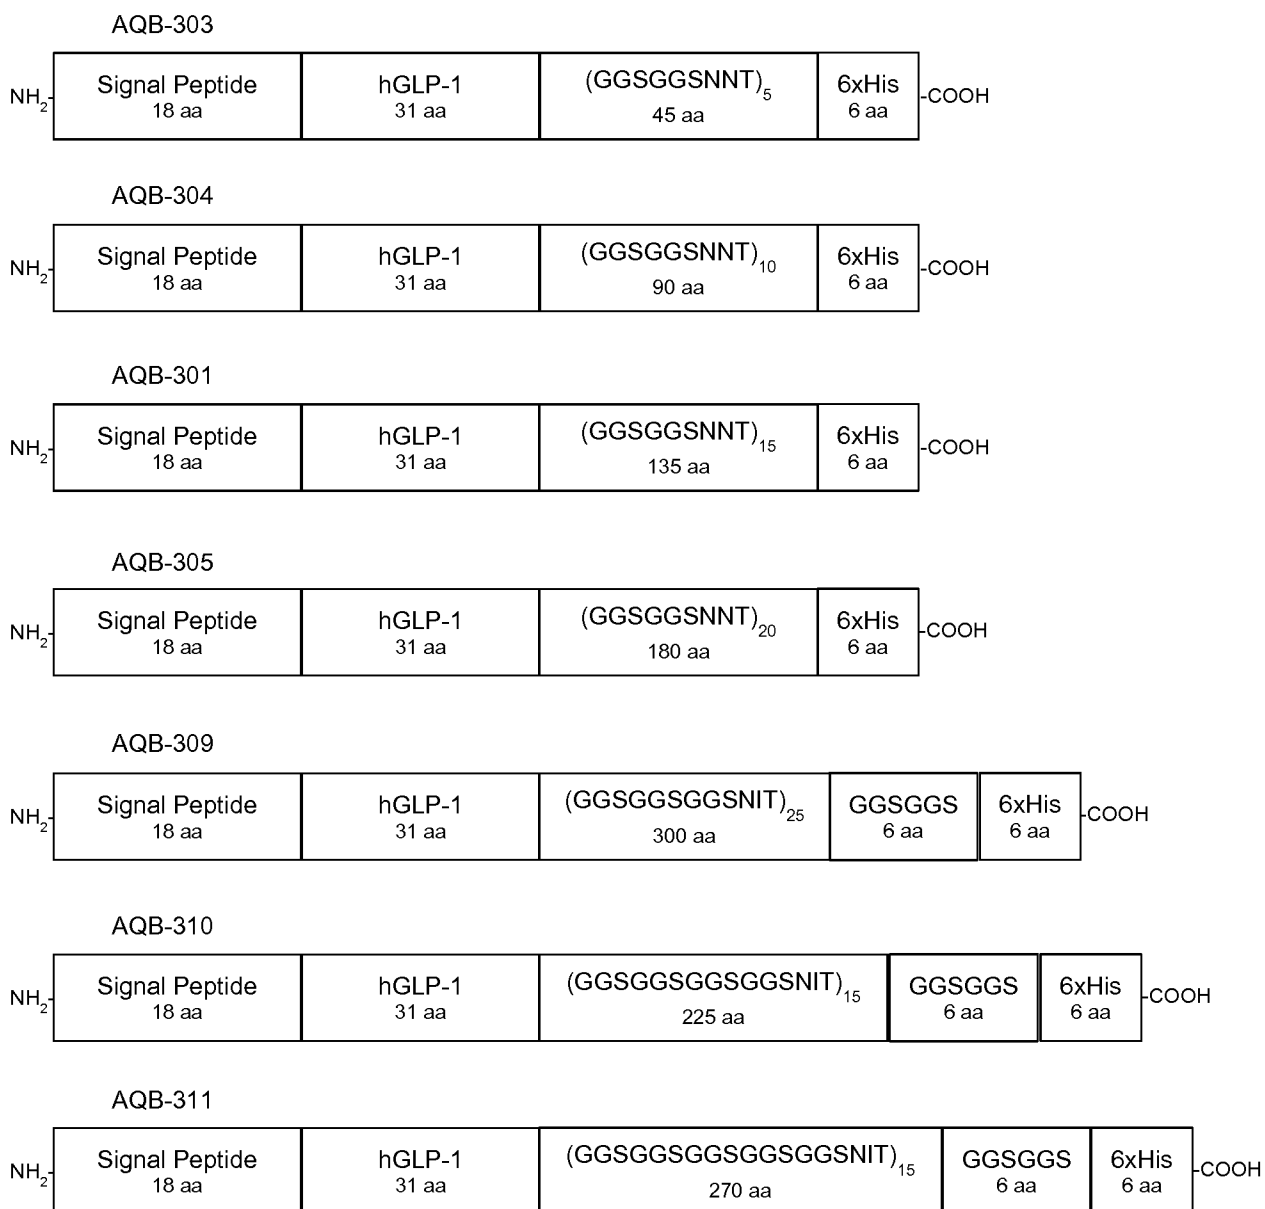 AQB-303
NH2 Signal Peptide hGLP-1 (GGSGGSNNT)5 6xHis -COOH
18 aa 31 aa 45 aa 6 aa
AQB-304
NH2 Signal Peptide hGLP-1 (GGSGGSNNT)10 6xHis -COOH
18 aa 31 aa 90 aa 6 aa
AQB-301
NH2 Signal Peptide hGLP-1 (GGSGGSNNT)15 6xHis -COOH
18 aa 31 aa 135 aa 6 aa
AQB-305
NH2 Signal Peptide hGLP-1 (GGSGGSNNT)20 6xHis -COOH
18 aa 31 aa 180 aa 6 aa
AQB-309
NH2 Signal Peptide hGLP-1 (GGSGGSGGSNIT)25 GGSGGS 6xHis -COOH
18 aa 31 aa 300 aa 6 aa 6 aa
AQB-310
NH2 Signal Peptide hGLP-1 (GGSGGSGGSGGSNIT)15 GGSGGS 6xHis -COOH
18 aa 31 aa 225 aa 6 aa 6 aa
AQB-311
NH2 Signal Peptide hGLP-1 (GGSGGSGGSGGSGGSNIT)15 GGSGGS 6xHis -COOH
18 aa 31 aa 270 aa 6 aa 6 aa